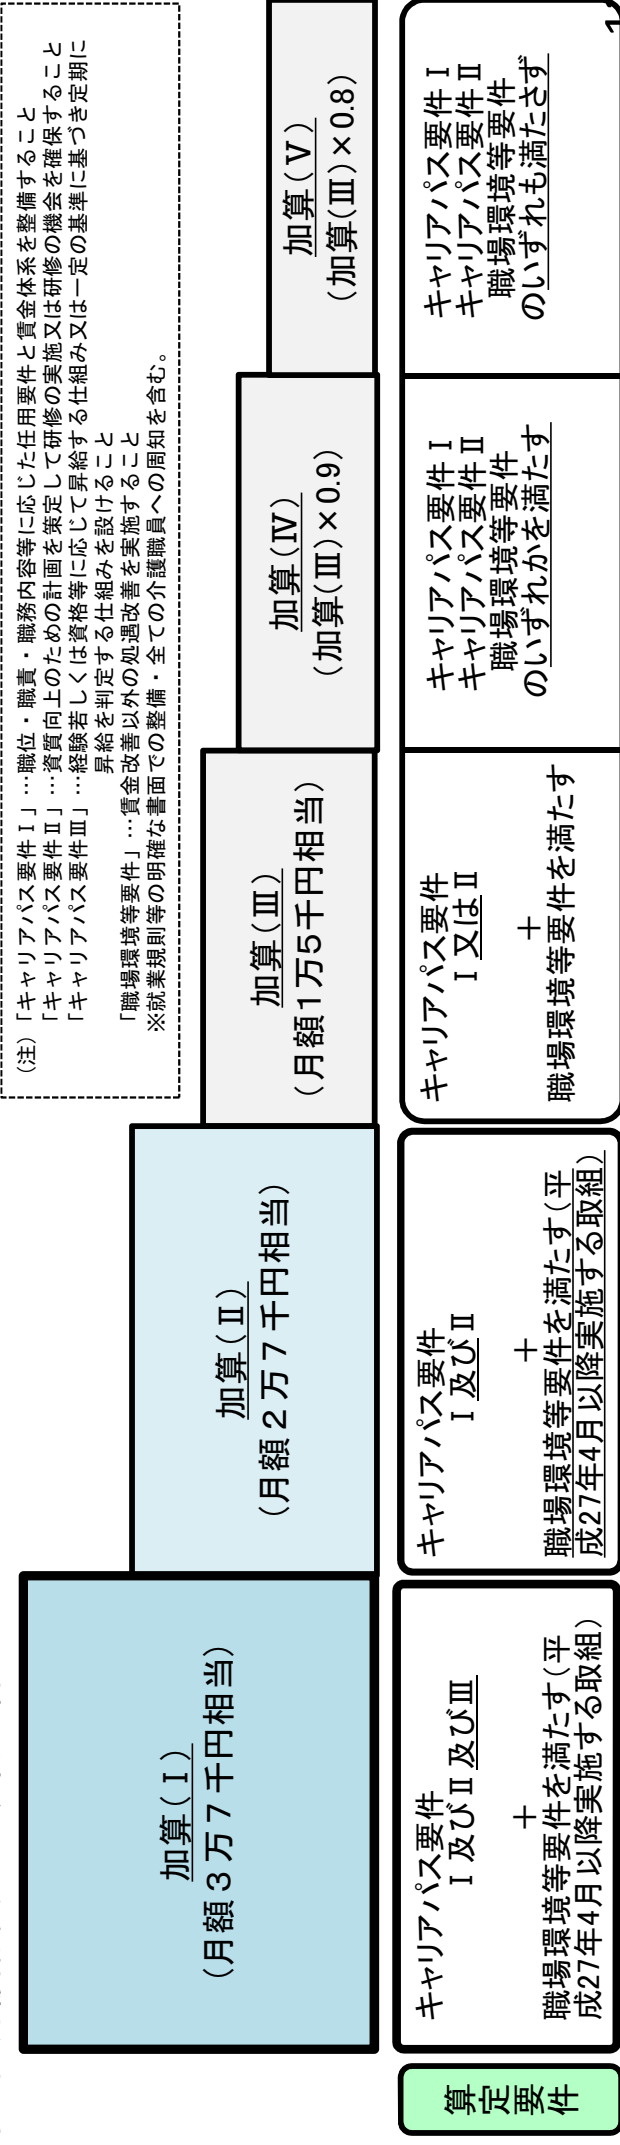 （注）「キャリアパス要件Ⅰ」…職位・職責・職務内容等に応じた任用要件と賃金体系を整備すること
「キャリアパス要件Ⅱ」…資質向上のための計画を策定して研修の実施又は研修の機会を確保すること
「キャリアパス要件Ⅲ」…経験若しくは資格等に応じて昇給する仕組み又は一定の基準に基づき定期に
昇給を判定する仕組みを設けること
「職場環境等要件」…賃金改善以外の処遇改善を実施すること
※就業規則等の明確な書面での整備・全ての介護職員への周知を含む。
加算（Ⅰ）
（月額３万７千円相当）
加算（Ⅱ）
（月額２万７千円相当）
加算（Ⅲ）
（月額1万5千円相当）
加算（Ⅳ）
（加算（Ⅲ）×0.9）
加算（Ⅴ）
（加算（Ⅲ）×0.8）
算定要件
キャリアパス要件
Ⅰ及びⅡ及びⅢ
＋
職場環境等要件を満たす（平
成27年4月以降実施する取組）
キャリアパス要件
Ⅰ及びⅡ
＋
職場環境等要件を満たす（平
成27年4月以降実施する取組）
キャリアパス要件
Ⅰ又はⅡ
＋
職場環境等要件を満たす
キャリアパス要件Ⅰ
キャリアパス要件Ⅱ
職場環境等要件
のいずれかを満たす
キャリアパス要件Ⅰ
キャリアパス要件Ⅱ
職場環境等要件
のいずれも満たさず